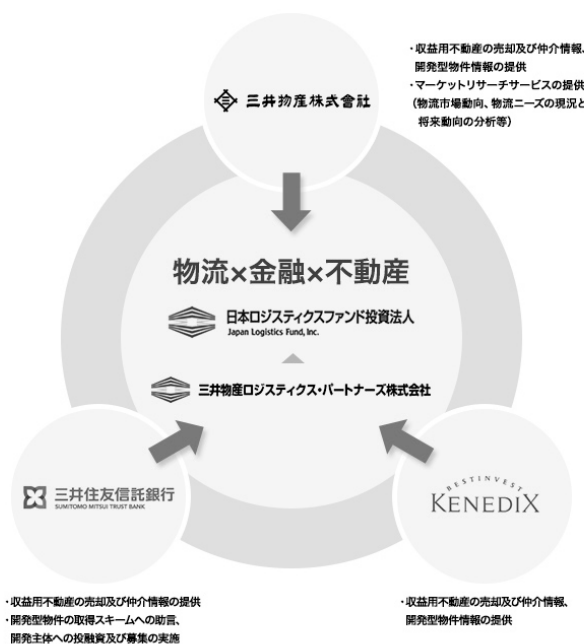 ・収益用不動産の売却及び仲介情報、
開発型物件情報の提供
・マーケットリサーチサービスの提供
（物流市場動向、物流ニーズの現況と
将来動向の分析等）
三井物産株式會社
物流×金融×不動産
日本ロジスティクスファンド投資法人
Japan Logistics Fund, Inc.
三井物産ロジスティクス・パートナーズ株式会社
三井住友信託銀行
SUMITOMO MITSUI TRUST BANK
BESTINVEST
KENEDIX
・収益用不動産の売却及び仲介情報の提供
・開発型物件の取得スキームへの助言、
開発主体への投融資及び募集の実施
・収益用不動産の売却及び仲介情報、
開発型物件情報の提供